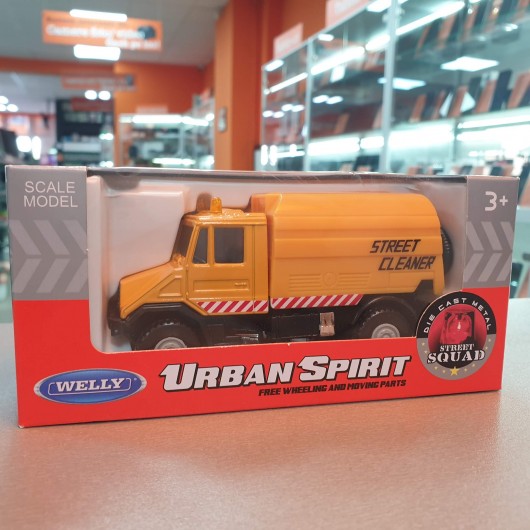 SCALE
MODEL
3+
STREET
CLEANER
DIE CAST METAL
STREET
SQUAD
WELLY
URBAN SPIRIT
FREE WHEELING AND MOVING PARTS